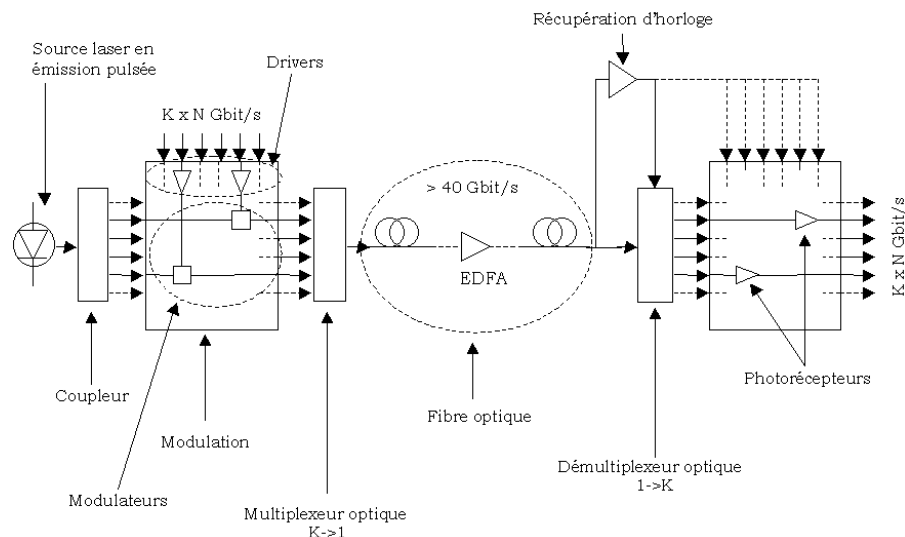 Récupération d'horloge
Source laser en
émission pulsée
Drivers
K x N Gbit/s
> 40 Gbit/s
EDFA
K x N Gbit/s
Photorécepteurs
Coupleur
Fibre optique
Modulation
Démultiplexeur optique
1->K
Modulateurs
Multiplexeur optique
K->1